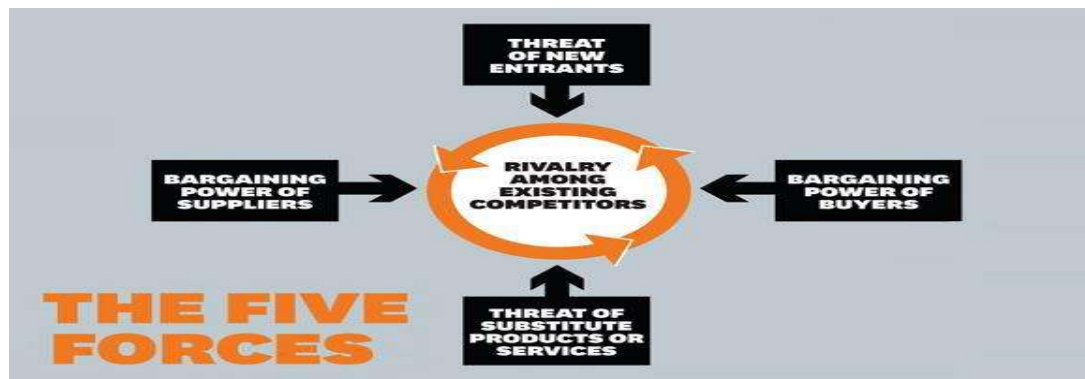 THREAT
OF NEW
ENTRANTS
BARGAINING
POWER OF
SUPPLIERS
RIVALRY
AMONG
EXISTING
COMPETITORS
BARGAINING
POWER OF
BUYERS
THE FIVE
FORCES
THREAT OF
SUBSTITUTE
PRODUCTS OR
SERVICES